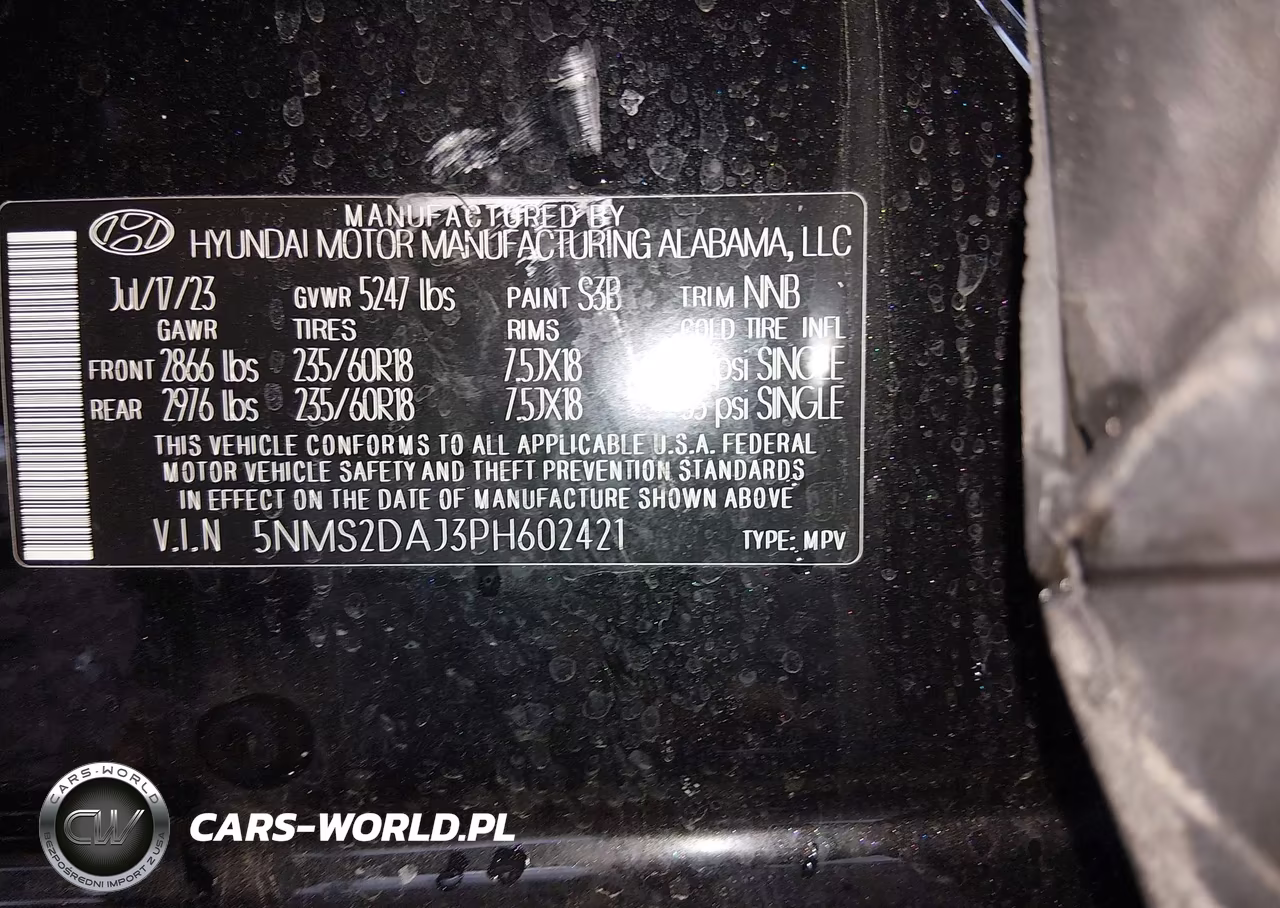 MANUFACTURED BY
HYUNDAI MOTOR MANUFACTURING ALABAMA, LLC
Jul/17/23 GVWR 5247 lbs PAINT S3B TRIM NNB
GAWR TIRES RIMS COLD TIRE INFL
FRONT 2866 lbs 235/60R18 7.5JX18 psi SINGLE
REAR 2976 lbs 235/60R18 7.5JX18 psi SINGLE
THIS VEHICLE CONFORMS TO ALL APPLICABLE U.S.A. FEDERAL
MOTOR VEHICLE SAFETY AND THEFT PREVENTION STANDARDS
IN EFFECT ON THE DATE OF MANUFACTURE SHOWN ABOVE
V.I.N 5NMS2DAJ3PH602421 TYPE: MPV
CARS-WORLD
CW
BEZPOŚREDNI IMPORT Z USA
CARS-WORLD.PL